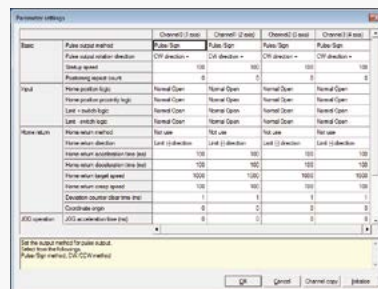 Parameter settings
Channel0 (1 axis) Channel1 (2 axis) Channel2 (3 axis) Channel3 (4 axis)
Basic Pulse output method Pulse/Sign Pulse/Sign Pulse/Sign Pulse/Sign
Pulse output rotation direction CW direction + CW direction + CW direction + CW direction +
Startup speed 100 100 100 100
Positioning repeat count 0 0 0 0
Input Home position logic Normal Open Normal Open Normal Open Normal Open
Home position proximity logic Normal Open Normal Open Normal Open Normal Open
Limit + switch logic Normal Open Normal Open Normal Open Normal Open
Limit - switch logic Normal Open Normal Open Normal Open Normal Open
Home return Home return method Not use Not use Not use Not use
Home return direction Limit (-) direction Limit (-) direction Limit (-) direction Limit (-) direction
Home return acceleration time (ms) 100 100 100 100
Home return deceleration time (ms) 100 100 100 100
Home return target speed 1000 1000 1000 1000
Home return creep speed 100 100 100 100
Deviation counter clear time (ms) 1 1 1 1
Coordinate origin 0 0 0 0
JOG operation JOG acceleration time (ms) 0 0 0 0
Set the output method for pulse output.
Select from the followings.
Pulse/Sign method, CW/CCW method
OK Cancel Channel copy Initialize